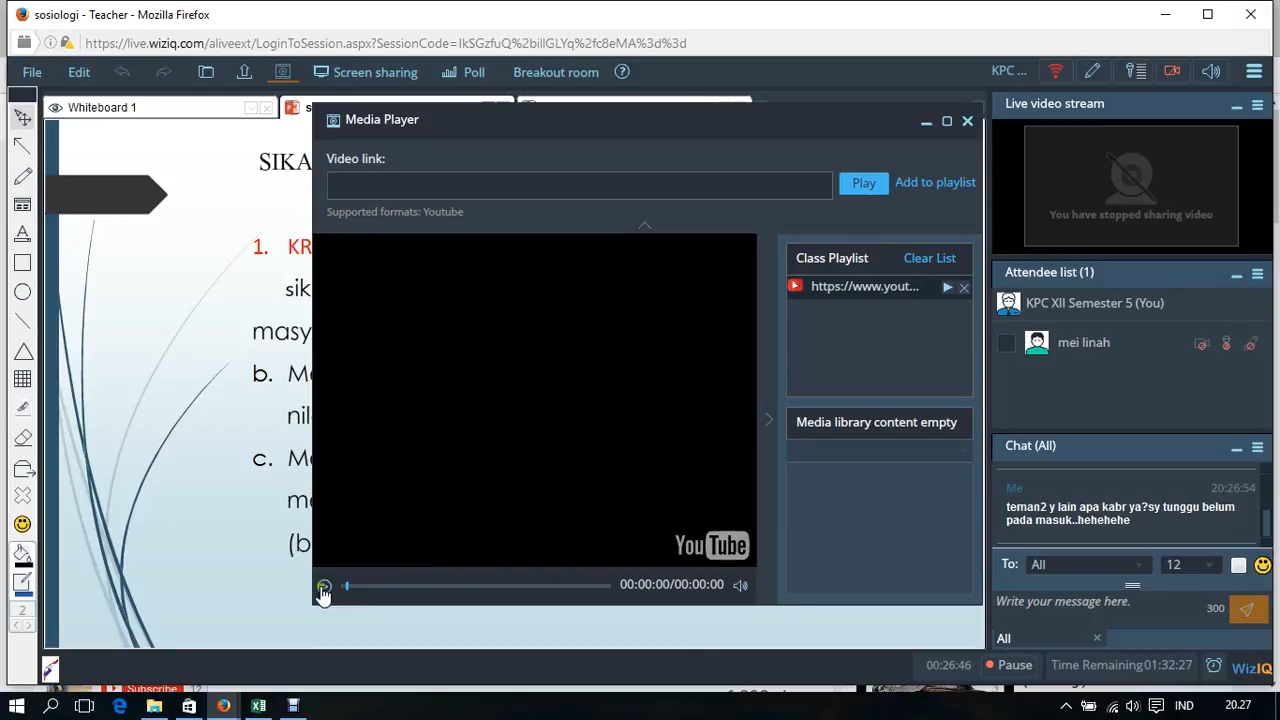 sosiologi - Teacher - Mozilla Firefox
https://live.wiziq.com/aliveext/LoginToSession.aspx?SessionCode=IkSGzfuQ%2biIlGLYq%2fc8eMA%3d%3d
File Edit Screen sharing Poll Breakout room KPC ...
Whiteboard 1
Media Player
Live video stream
Video link:
Play Add to playlist
Supported formats: Youtube
You have stopped sharing video
SIKA
1. KR
sik
masy
b. Me
nil
c. Me
me
(b
Class Playlist Clear List
https://www.yout...
Media library content empty
YouTube
00:00:00/00:00:00
Attendee list (1)
KPC XII Semester 5 (You)
mei linah
Chat (All)
Me 20:26:54
teman2 y lain apa kabr ya?sy tunggu belum
pada masuk..hehehehe
To: All 12
Write your message here. 300
All
2
00:26:46 Pause Time Remaining 01:32:27 WizIQ
Subscribe 12
IND 20.27